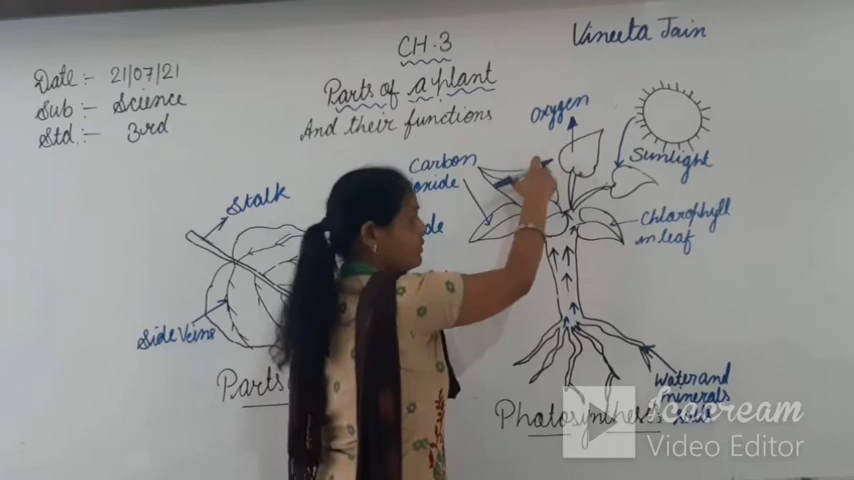 Vineeta Jain
Date :- 21/07/21
Sub :- Science
Std :- 3rd
CH.3
Parts of a plant
And their functions
Oxygen
Sunlight
Carbon
Chlorophyll
in leaf
Stalk
Side Veins
Parts
Water and
minerals
Photosynthesis
Scrream
Video Editor